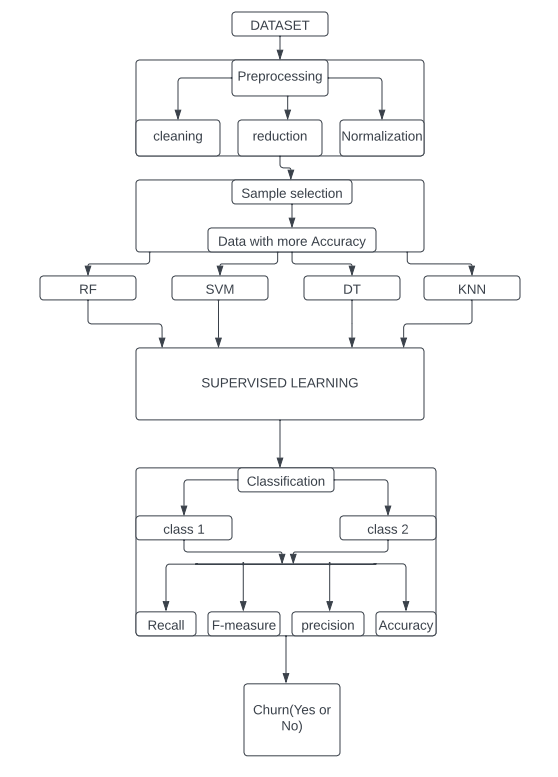 DATASET
Preprocessing
cleaning
reduction
Normalization
Sample selection
Data with more Accuracy
RF
SVM
DT
KNN
SUPERVISED LEARNING
Classification
class 1
class 2
Recall
F-measure
precision
Accuracy
Churn(Yes or
No)